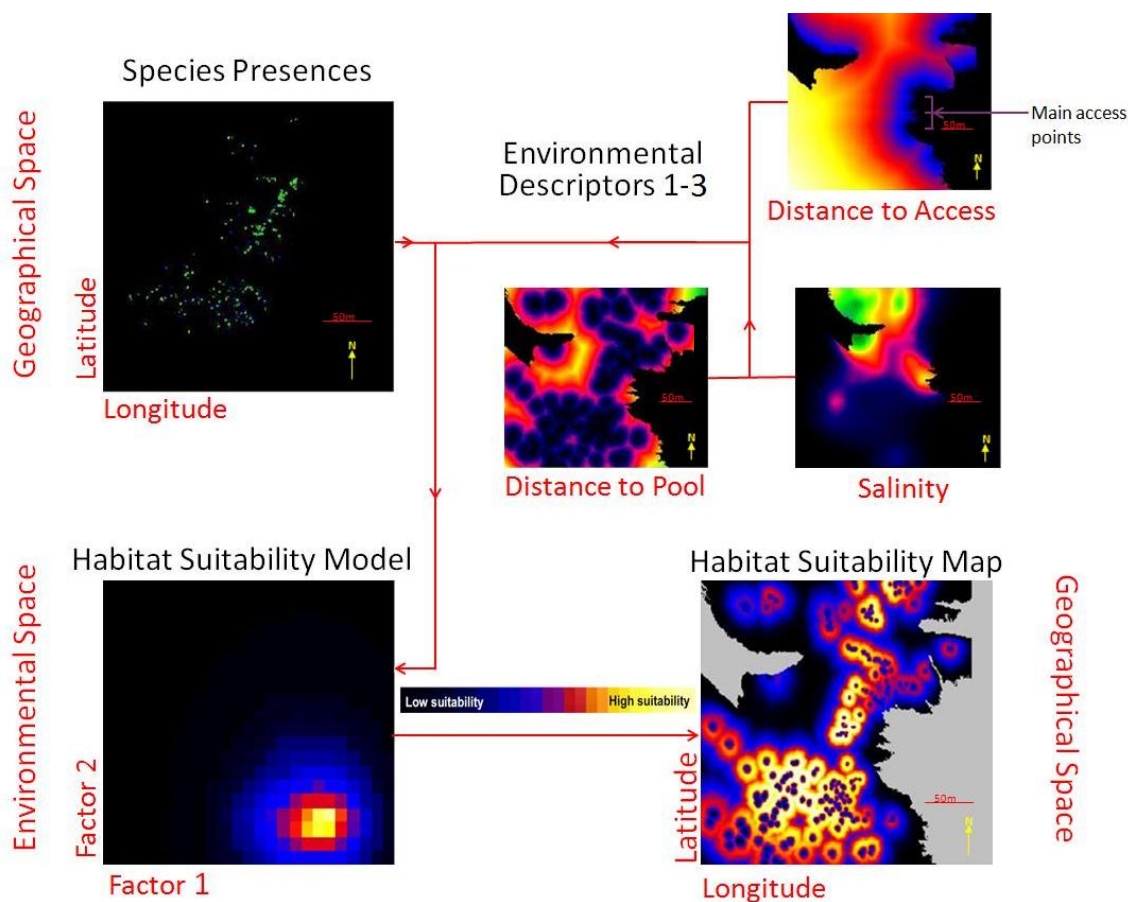 Species Presences
Geographical Space
Latitude
50m
N
Longitude
Environmental
Descriptors 1-3
50m
N
Main access
points
Distance to Access
50m
N
Distance to Pool
50m
N
Salinity
Habitat Suitability Model
Environmental Space
Factor 2
Factor 1
Low suitability
High suitability
Habitat Suitability Map
Geographical Space
Latitude
50m
N
Longitude